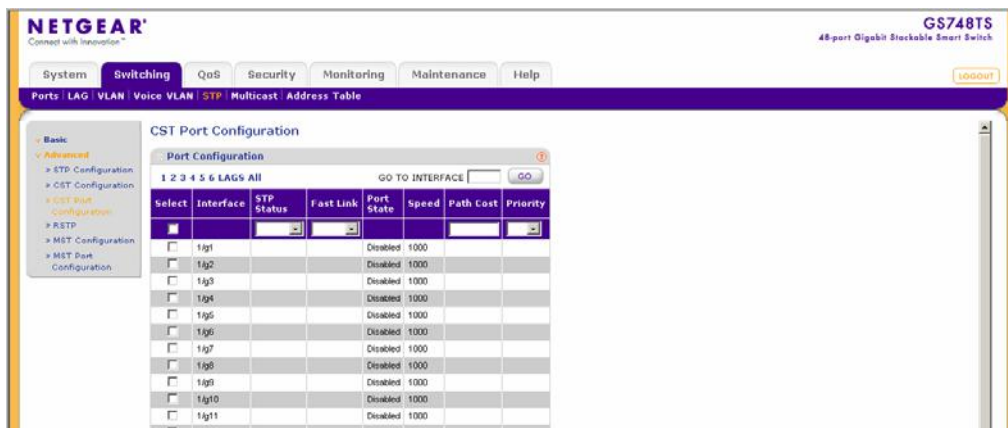 NETGEAR
Connect with Innovation™
GS748TS
48-port Gigabit Stackable Smart Switch
System Switching QoS Security Monitoring Maintenance Help
LOGOUT
Ports LAG VLAN Voice VLAN STP Multicast Address Table
Basic
Advanced
STP Configuration
CST Configuration
CST Port
Configuration
RSTP
MST Configuration
MST Port
Configuration
CST Port Configuration
Port Configuration
1 2 3 4 5 6 LAGS All GO TO INTERFACE GO
Select Interface STP Status Fast Link Port State Speed Path Cost Priority
1/g1 Disabled 1000
1/g2 Disabled 1000
1/g3 Disabled 1000
1/g4 Disabled 1000
1/g5 Disabled 1000
1/g6 Disabled 1000
1/g7 Disabled 1000
1/g8 Disabled 1000
1/g9 Disabled 1000
1/g10 Disabled 1000
1/g11 Disabled 1000